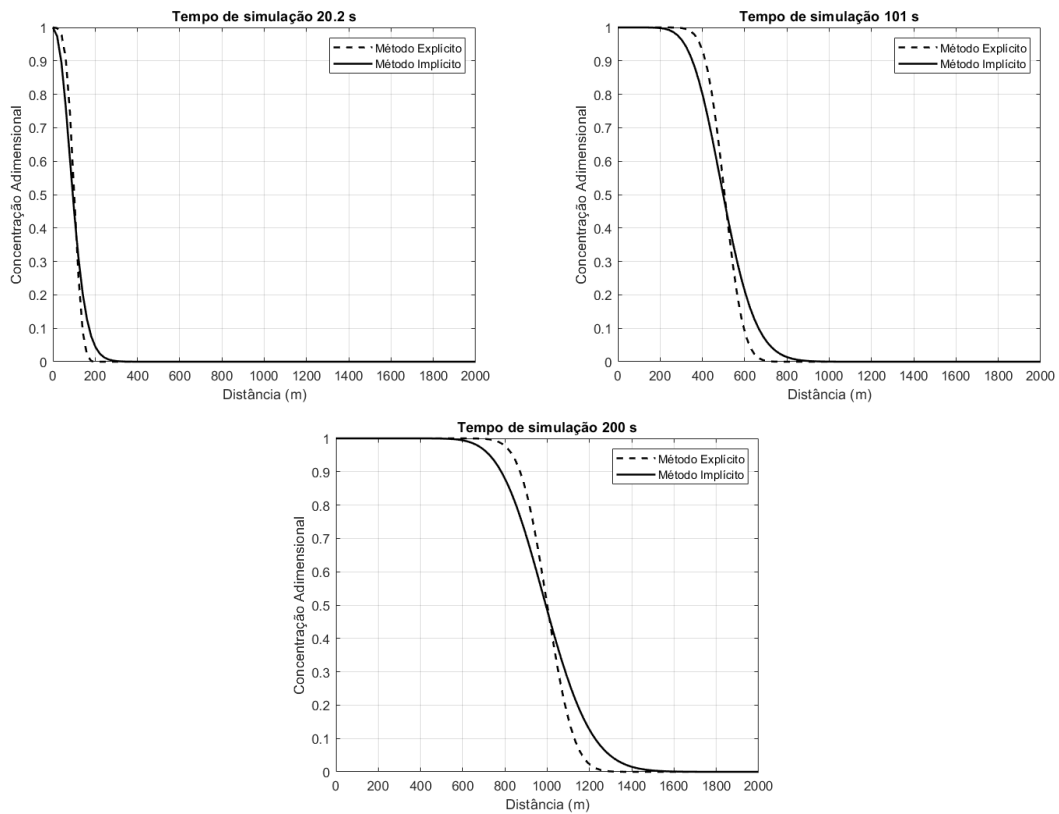 Tempo de simulação 20.2 s
1
0.9
0.8
0.7
0.6
0.5
0.4
0.3
0.2
0.1
0
Concentração Adimensional
Método Explícito
Método Implícito
0 200 400 600 800 1000 1200 1400 1600 1800 2000
Distância (m)
Tempo de simulação 101 s
1
0.9
0.8
0.7
0.6
0.5
0.4
0.3
0.2
0.1
0
Concentração Adimensional
Método Explícito
Método Implícito
0 200 400 600 800 1000 1200 1400 1600 1800 2000
Distância (m)
Tempo de simulação 200 s
1
0.9
0.8
0.7
0.6
0.5
0.4
0.3
0.2
0.1
0
Concentração Adimensional
Método Explícito
Método Implícito
0 200 400 600 800 1000 1200 1400 1600 1800 2000
Distância (m)